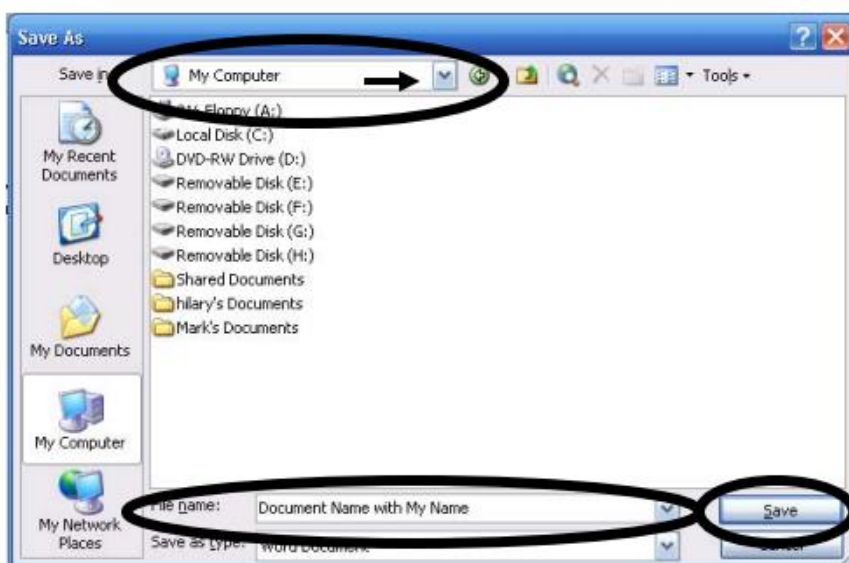 Save As
Save in:
My Computer
Tools
3½ Floppy (A:)
Local Disk (C:)
DVD-RW Drive (D:)
Removable Disk (E:)
Removable Disk (F:)
Removable Disk (G:)
Removable Disk (H:)
Shared Documents
hilary's Documents
Mark's Documents
My Recent
Documents
Desktop
My Documents
My Computer
My Network
Places
File name:
Document Name with My Name
Save
Save as type:
Word Document
Cancel